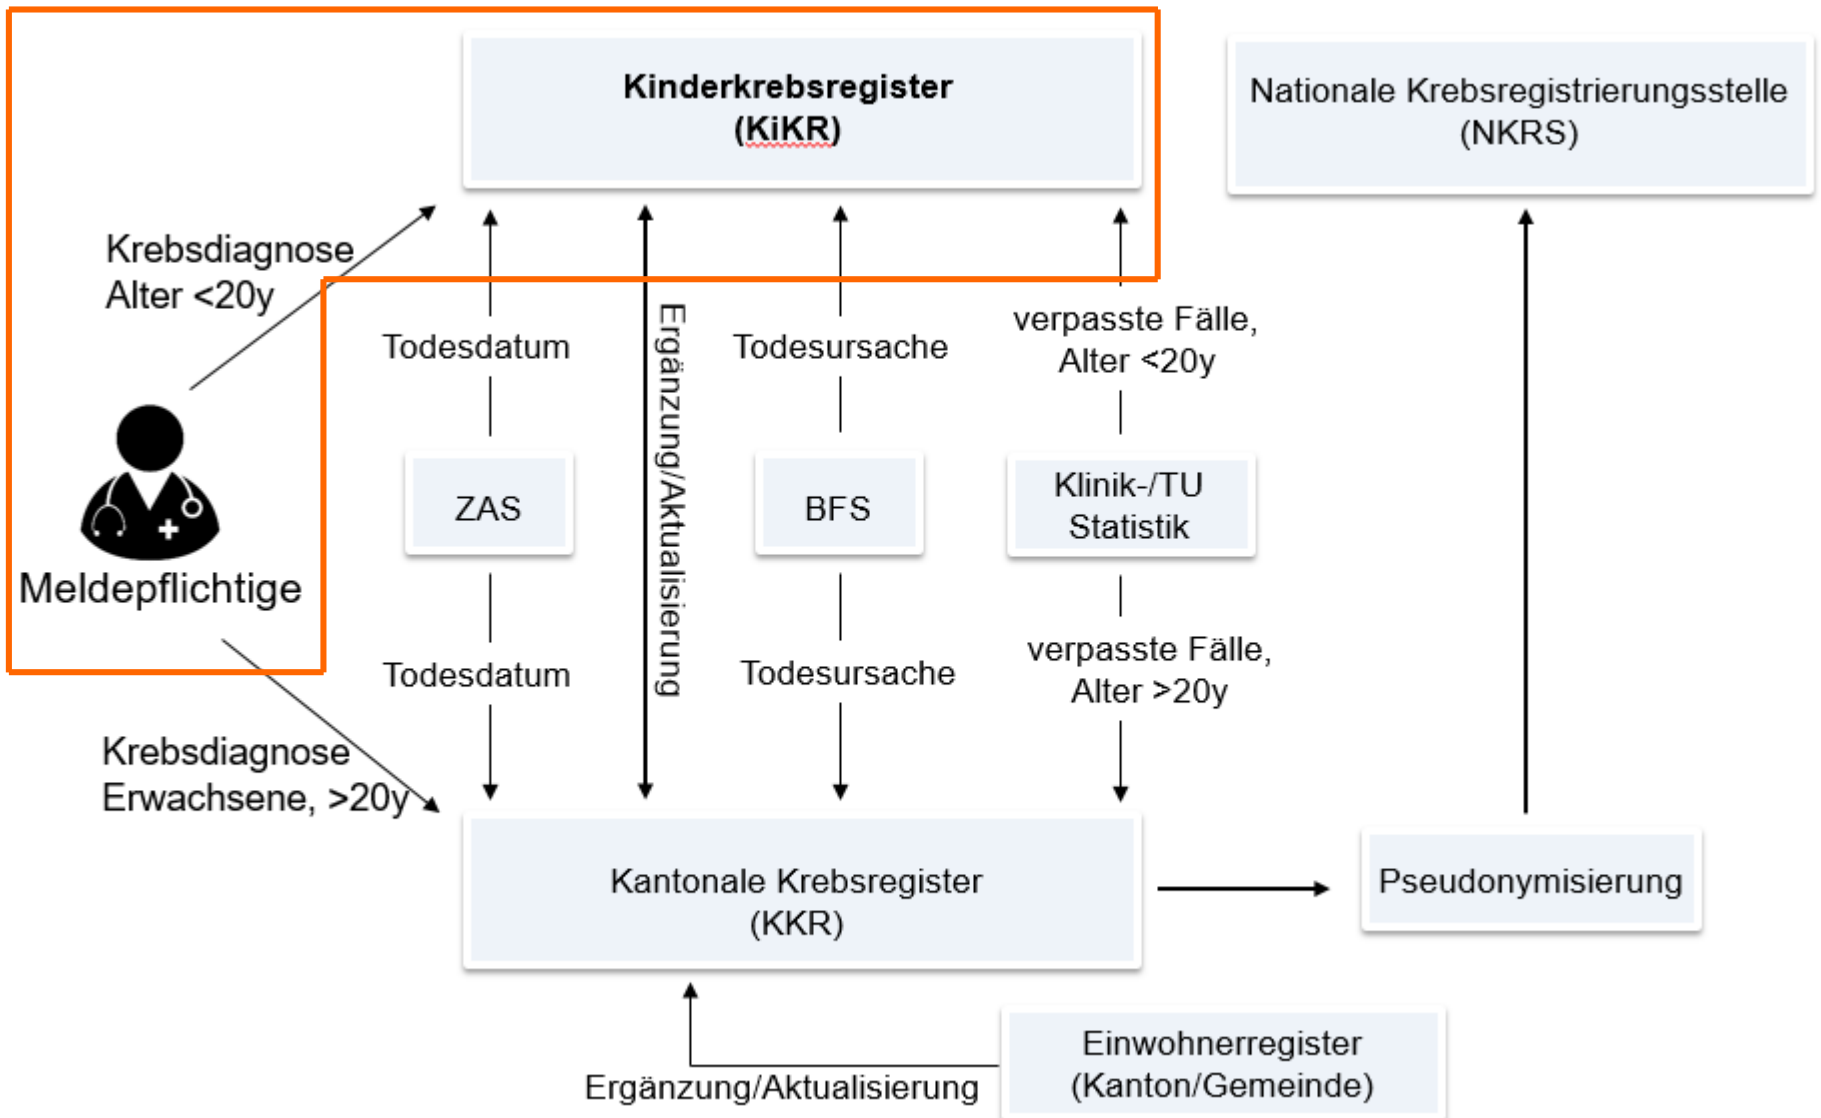 Kinderkrebsregister
(KiKR)
Nationale Krebsregistrierungsstelle
(NKRS)
Krebsdiagnose
Alter <20y
Todesdatum
Ergänzung/Aktualisierung
Todesursache
verpasste Fälle,
Alter <20y
ZAS
BFS
Klinik-/TU
Statistik
Meldepflichtige
Todesdatum
Todesursache
verpasste Fälle,
Alter >20y
Krebsdiagnose
Erwachsene, >20y
Kantonale Krebsregister
(KKR)
Pseudonymisierung
Einwohnerregister
(Kanton/Gemeinde)
Ergänzung/Aktualisierung